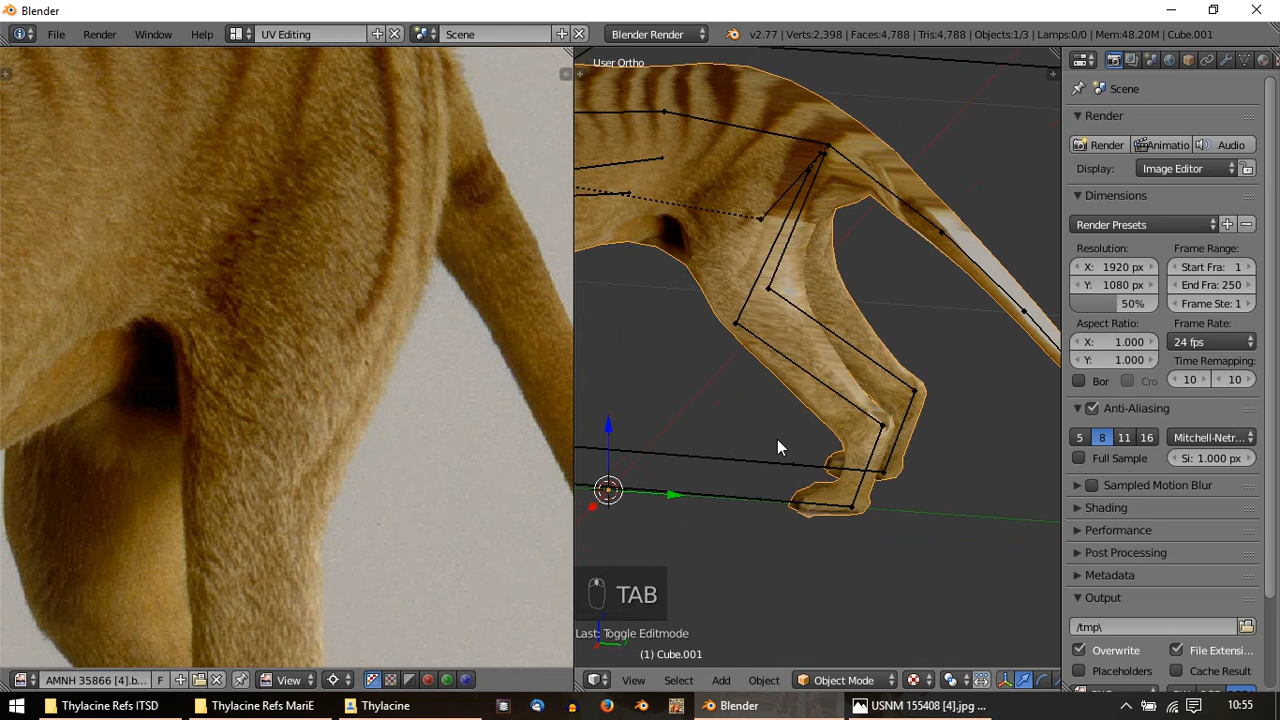 Blender
File Render Window Help UV Editing Scene Blender Render v2.77 | Verts:2,398 | Faces:4,788 | Tris:4,788 | Objects:1/3 | Lamps:0/0 | Mem:48.20M | Cube.001
User Ortho
Scene
Render
Render Animatio Audio
Display: Image Editor
Dimensions
Render Presets
Resolution: Frame Range:
X: 1920 px Start Fra: 1
Y: 1080 px End Fra: 250
50% Frame Ste: 1
Aspect Ratio: Frame Rate:
X: 1.000 24 fps
Y: 1.000 Time Remapping:
Bor Cro 10 10
Anti-Aliasing
5 8 11 16 Mitchell-Netr...
Full Sample Si: 1.000 px
Sampled Motion Blur
Shading
Performance
Post Processing
Metadata
Output
/tmp\
Overwrite File Extensi...
Placeholders Cache Result
TAB
Last: Toggle Editmode
(1) Cube.001
AMNH 35866 [4].b... F View
View Select Add Object Object Mode
Thylacine Refs ITSD Thylacine Refs MariE Thylacine Blender USNM 155408 [4].jpg ... 10:55